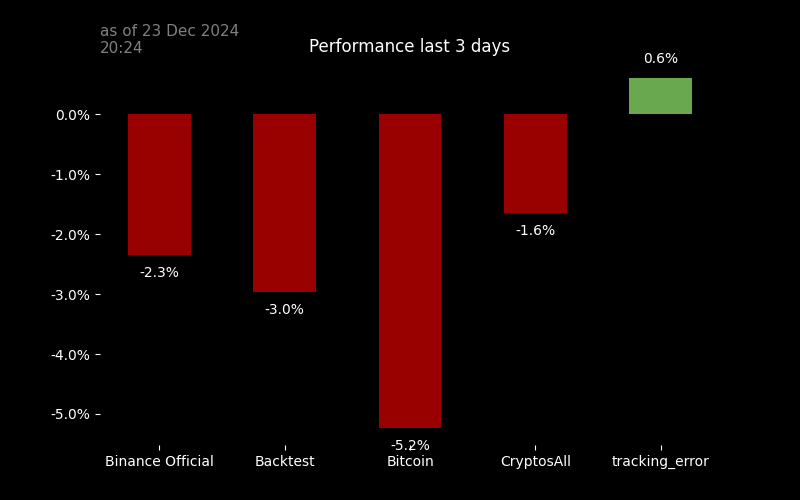 as of 23 Dec 2024
20:24
Performance last 3 days
0.6%
0.0%
-1.0%
-2.0%
-3.0%
-4.0%
-5.0%
-2.3%
-3.0%
-5.2%
-1.6%
Binance Official
Backtest
Bitcoin
CryptosAll
tracking_error